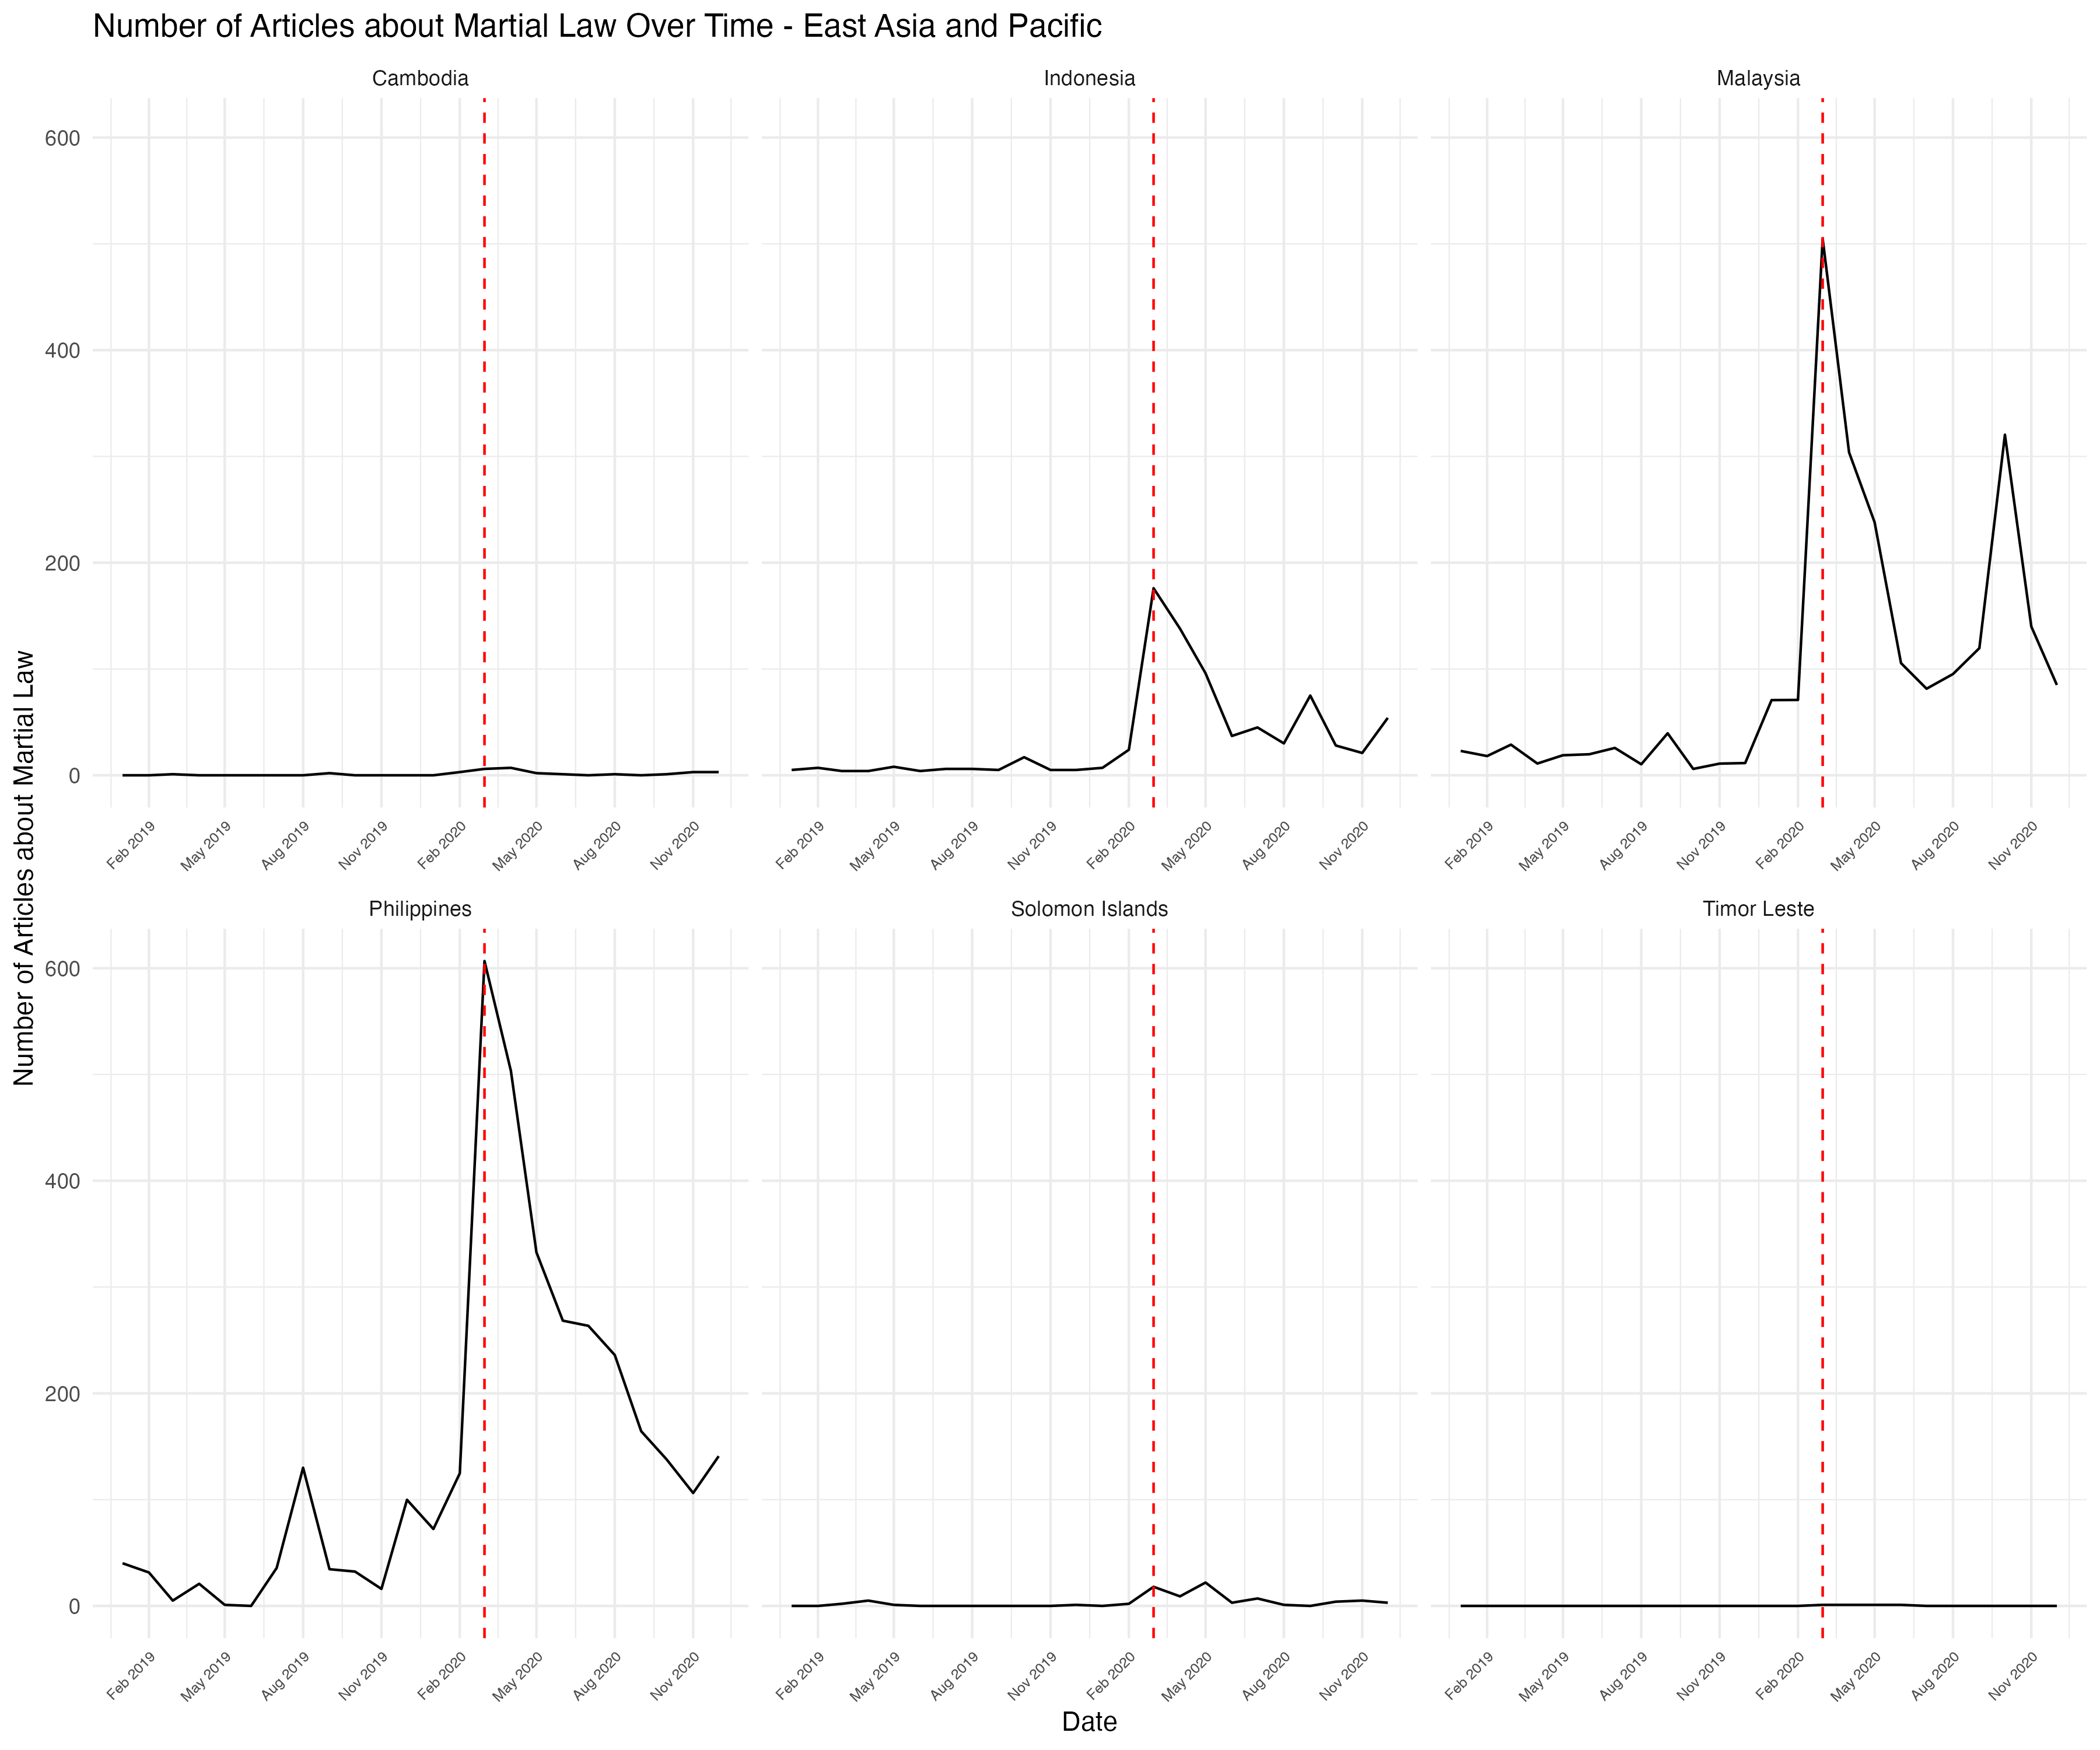 Number of Articles about Martial Law Over Time - East Asia and Pacific
Cambodia
Indonesia
Malaysia
600
400
200
0
Feb 2019
May 2019
Aug 2019
Nov 2019
Feb 2020
May 2020
Aug 2020
Nov 2020
Feb 2019
May 2019
Aug 2019
Nov 2019
Feb 2020
May 2020
Aug 2020
Nov 2020
Feb 2019
May 2019
Aug 2019
Nov 2019
Feb 2020
May 2020
Aug 2020
Nov 2020
Number of Articles about Martial Law
Philippines
Solomon Islands
Timor Leste
600
400
200
0
Feb 2019
May 2019
Aug 2019
Nov 2019
Feb 2020
May 2020
Aug 2020
Nov 2020
Feb 2019
May 2019
Aug 2019
Nov 2019
Feb 2020
May 2020
Aug 2020
Nov 2020
Feb 2019
May 2019
Aug 2019
Nov 2019
Feb 2020
May 2020
Aug 2020
Nov 2020
Date